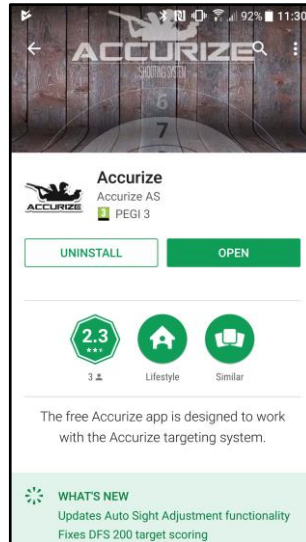 92% 11:30
ACCURIZE
SHOOTING SYSTEM
6
7
ACCURIZE
Accurize
Accurize AS
3 PEGI 3
UNINSTALL
OPEN
2.3
3
Lifestyle
Similar
The free Accurize app is designed to work
with the Accurize targeting system.
WHAT'S NEW
Updates Auto Sight Adjustment functionality
Fixes DFS 200 target scoring